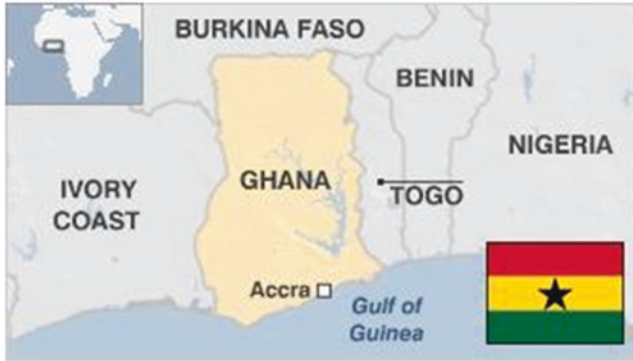 BURKINA FASO
BENIN
NIGERIA
GHANA
IVORY
COAST
TOGO
Accra
Gulf of
Guinea